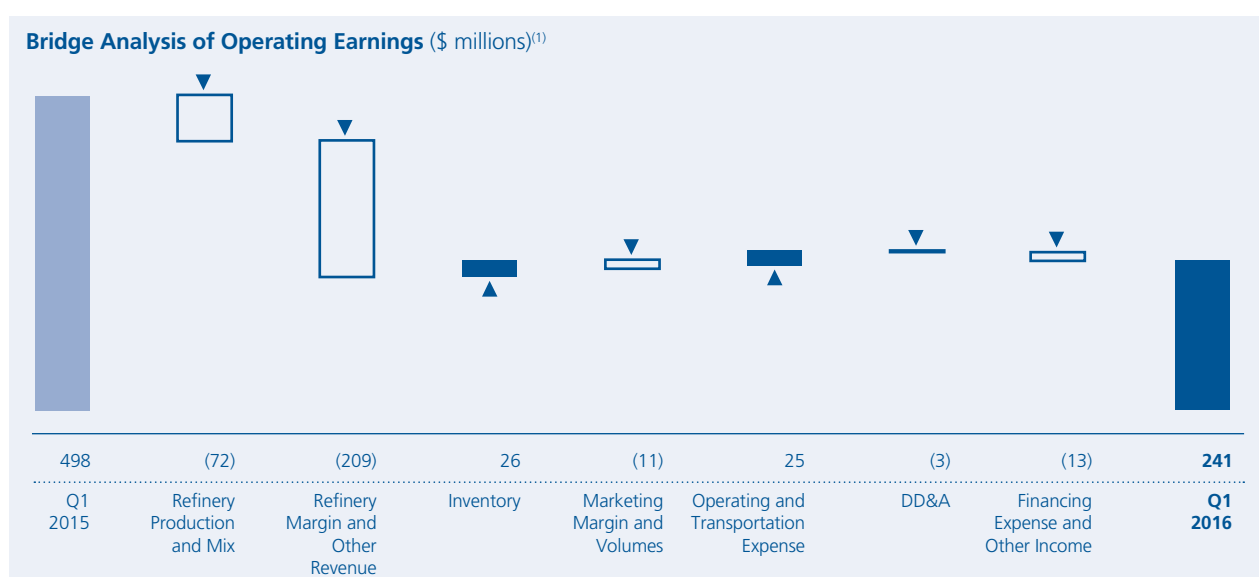 Bridge Analysis of Operating Earnings ($ millions)(1)
498 (72) (209) 26 (11) 25 (3) (13) 241
Q1
2015
Refinery
Production
and Mix
Refinery
Margin and
Other
Revenue
Inventory
Marketing
Margin and
Volumes
Operating and
Transportation
Expense
DD&A
Financing
Expense and
Other Income
Q1
2016